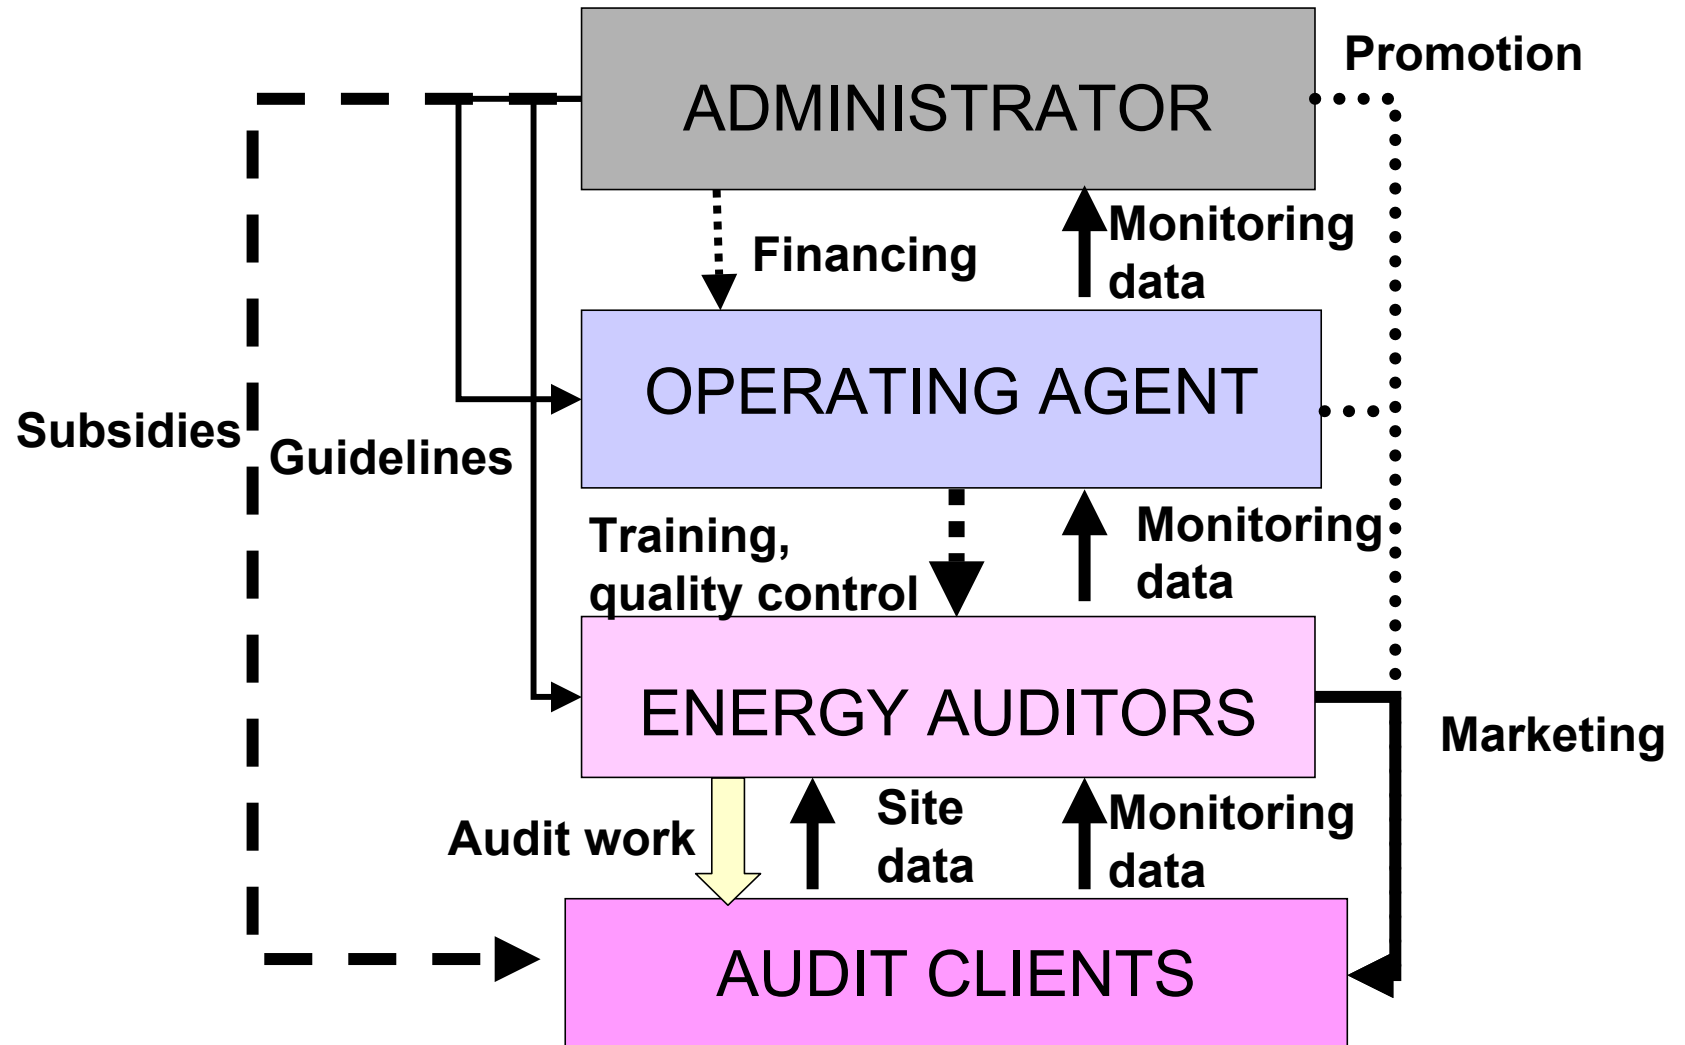 Promotion
ADMINISTRATOR
Monitoring
data
Financing
OPERATING AGENT
Subsidies
Guidelines
Training,
quality control
Monitoring
data
ENERGY AUDITORS
Marketing
Audit work
Site
data
Monitoring
data
AUDIT CLIENTS